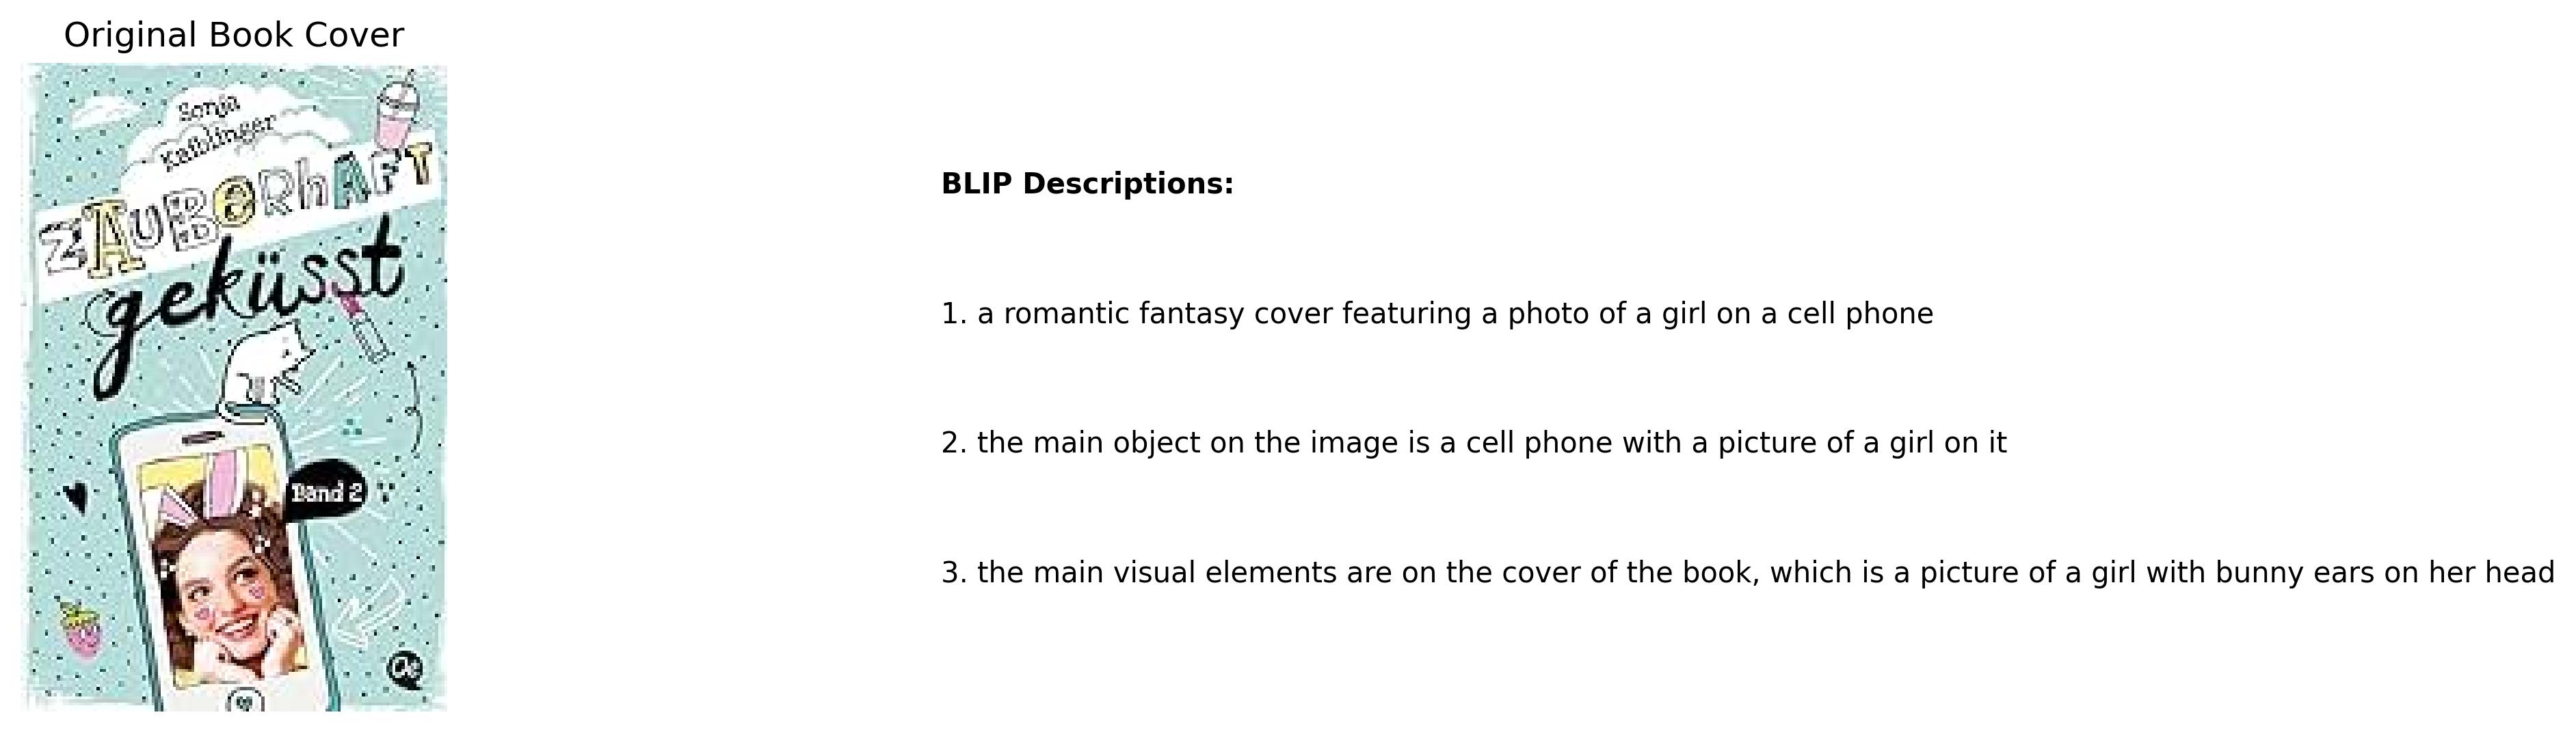 Original Book Cover
Sonja
Kaiblinger
ZAUBERhAFT
geküsst
Band 2
BLIP Descriptions:
1. a romantic fantasy cover featuring a photo of a girl on a cell phone
2. the main object on the image is a cell phone with a picture of a girl on it
3. the main visual elements are on the cover of the book, which is a picture of a girl with bunny ears on her head